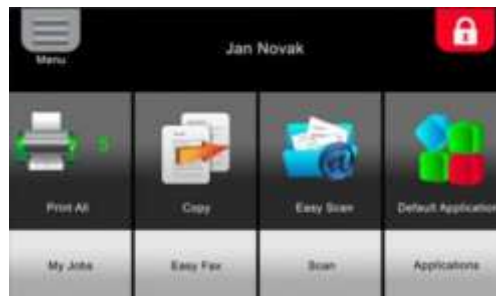 Menu
Jan Novak
5
Print All
Copy
Easy Scan
Default Application
My Jobs
Easy Fax
Scan
Applications